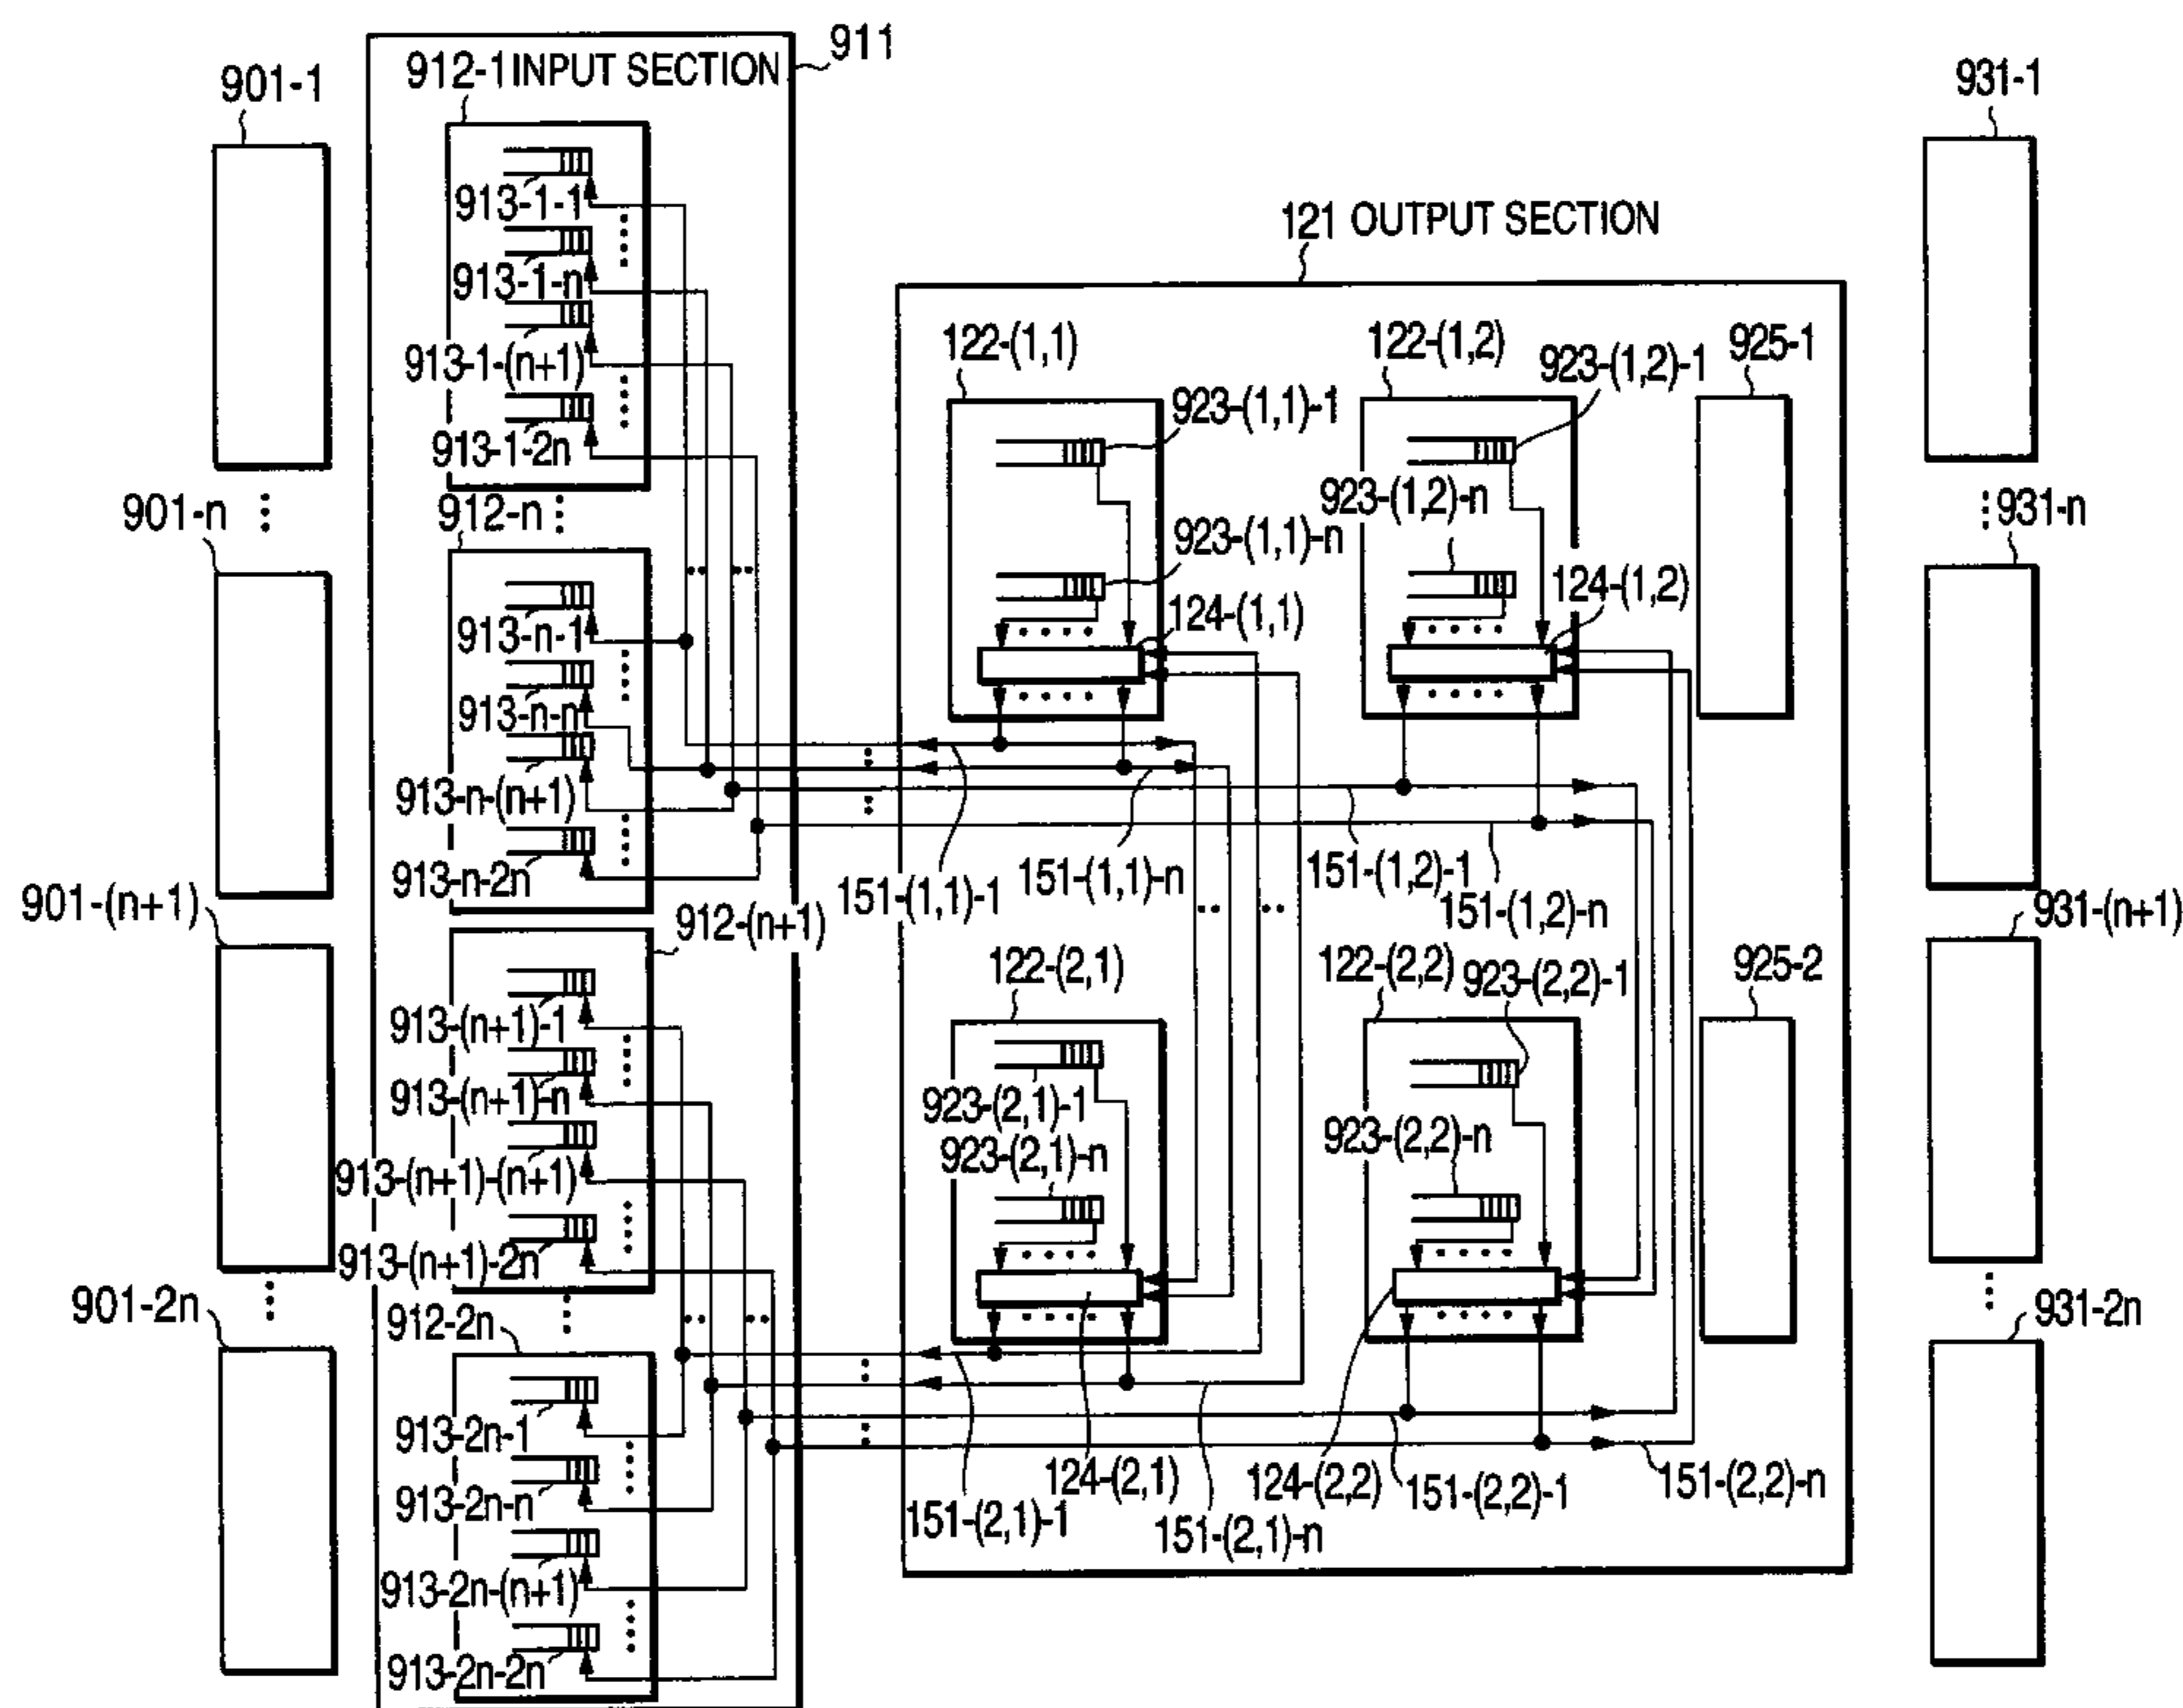 911
912-1 INPUT SECTION
901-1
931-1
913-1-1
121 OUTPUT SECTION
913-1-n
122-(1,1)
122-(1,2)
923-(1,2)-1
925-1
913-1-(n+1)
923-(1,1)-1
913-1-2n
901-n
912-n
923-(1,2)-n
931-n
923-(1,1)-n
124-(1,2)
124-(1,1)
913-n-1
913-n-n
913-n-(n+1)
913-n-2n
151-(1,1)-1
151-(1,1)-n
151-(1,2)-1
151-(1,2)-n
901-(n+1)
912-(n+1)
931-(n+1)
122-(2,1)
122-(2,2)
923-(2,2)-1
925-2
913-(n+1)-1
913-(n+1)-n
923-(2,1)-1
923-(2,1)-n
923-(2,2)-n
913-(n+1)-(n+1)
913-(n+1)-2n
901-2n
912-2n
931-2n
913-2n-1
913-2n-n
124-(2,1)
124-(2,2)
151-(2,2)-1
151-(2,2)-n
151-(2,1)-1
151-(2,1)-n
913-2n-(n+1)
913-2n-2n